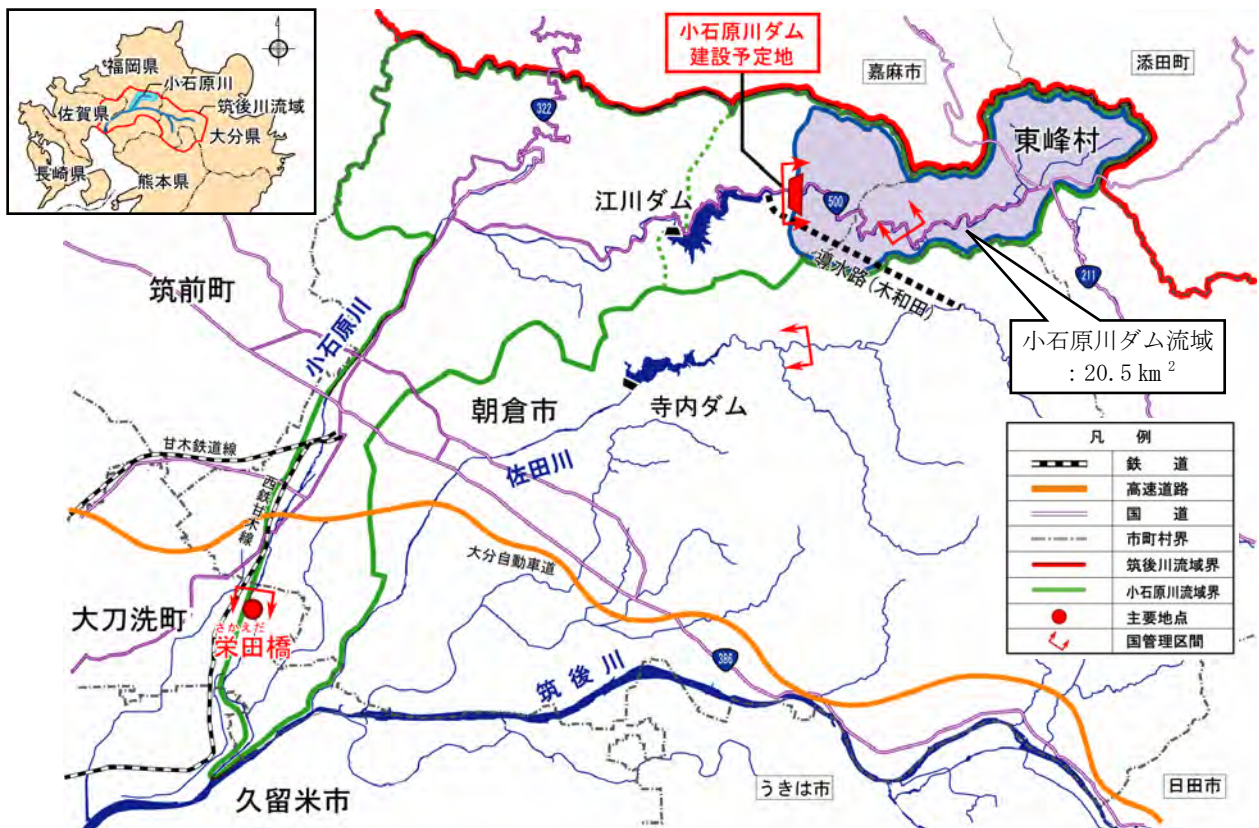 福岡県
小石原川
佐賀県
筑後川流域
大分県
長崎県
熊本県
小石原川ダム
建設予定地
嘉麻市
添田町
322
東峰村
江川ダム
500
導水路(木和田)
211
筑前町
小石原川
小石原川ダム流域
:20.5km²
朝倉市
寺内ダム
甘木鉄道線
西鉄甘木線
佐田川
大分自動車道
大刀洗町
さかえだ
栄田橋
386
筑後川
久留米市
うきは市
日田市
凡例
鉄道
高速道路
国道
市町村界
筑後川流域界
小石原川流域界
主要地点
国管理区間